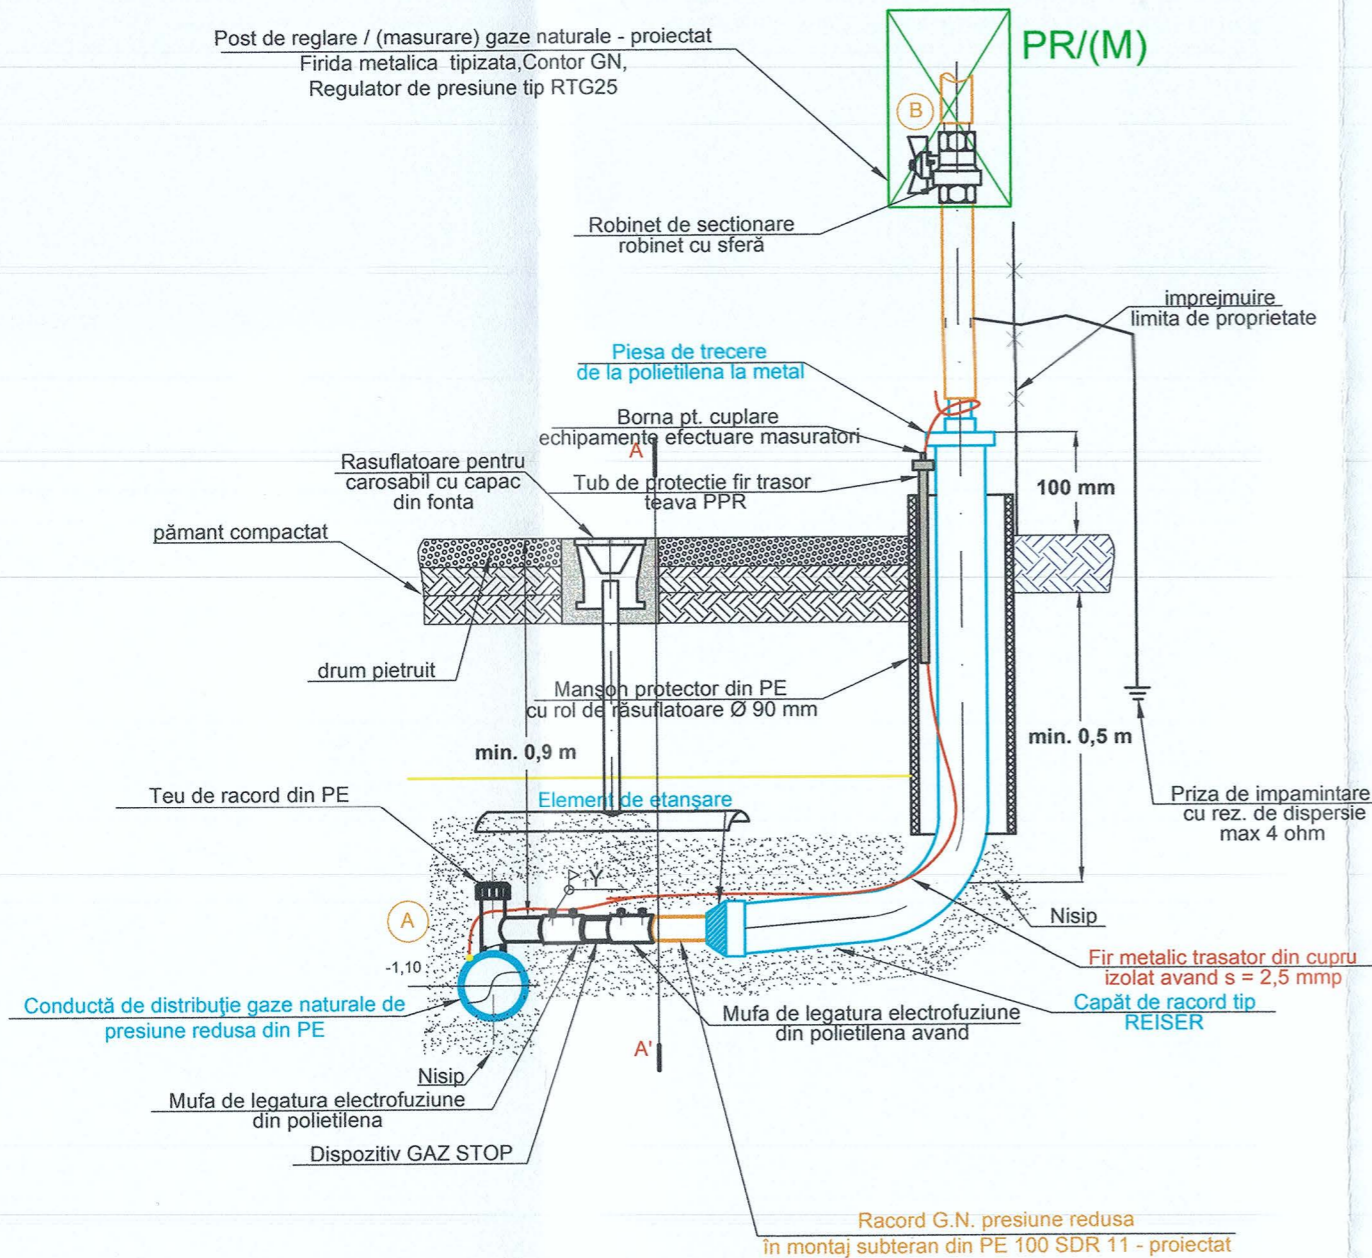 Post de reglare / (masurare) gaze naturale - proiectat
Firida metalica tipizata,Contor GN,
Regulator de presiune tip RTG25
PR/(M)
B
Robinet de sectionare
robinet cu sferă
imprejmuire
limita de proprietate
Piesa de trecere
de la polietilena la metal
Borna pt. cuplare
echipamente efectuare masuratori
A
Rasuflatoare pentru
carosabil cu capac
din fonta
Tub de protectie fir trasor
teava PPR
100 mm
pământ compactat
drum pietruit
Manşon protector din PE
cu rol de răsuflatoare Ø 90 mm
min. 0,9 m
min. 0,5 m
Teu de racord din PE
Element de etanşare
Priza de impamintare
cu rez. de dispersie
max 4 ohm
Y
A
Nisip
-1,10
Fir metalic trasator din cupru
izolat avand s = 2,5 mmp
Conductă de distribuţie gaze naturale de
presiune redusa din PE
Mufa de legatura electrofuziune
din polietilena avand
Capăt de racord tip
REISER
A'
Nisip
Mufa de legatura electrofuziune
din polietilena
Dispozitiv GAZ STOP
Racord G.N. presiune redusa
în montaj subteran din PE 100 SDR 11 - proiectat